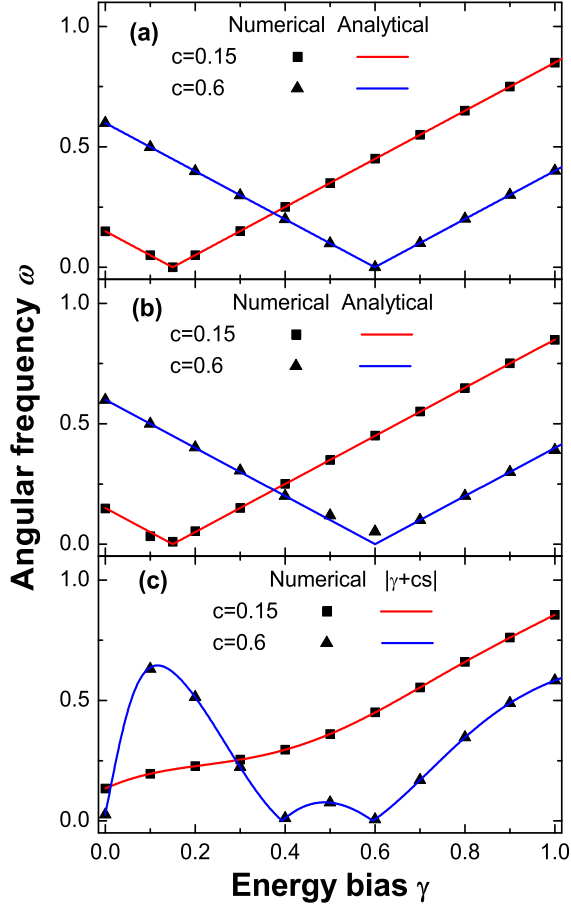 (a) Numerical Analytical
c=0.15
c=0.6
1.0
0.5
0.0
(b) Numerical Analytical
c=0.15
c=0.6
1.0
0.5
0.0
(c) Numerical |γ+cs|
c=0.15
c=0.6
1.0
0.5
0.0
0.0 0.2 0.4 0.6 0.8 1.0
Energy bias γ
Angular frequency ω